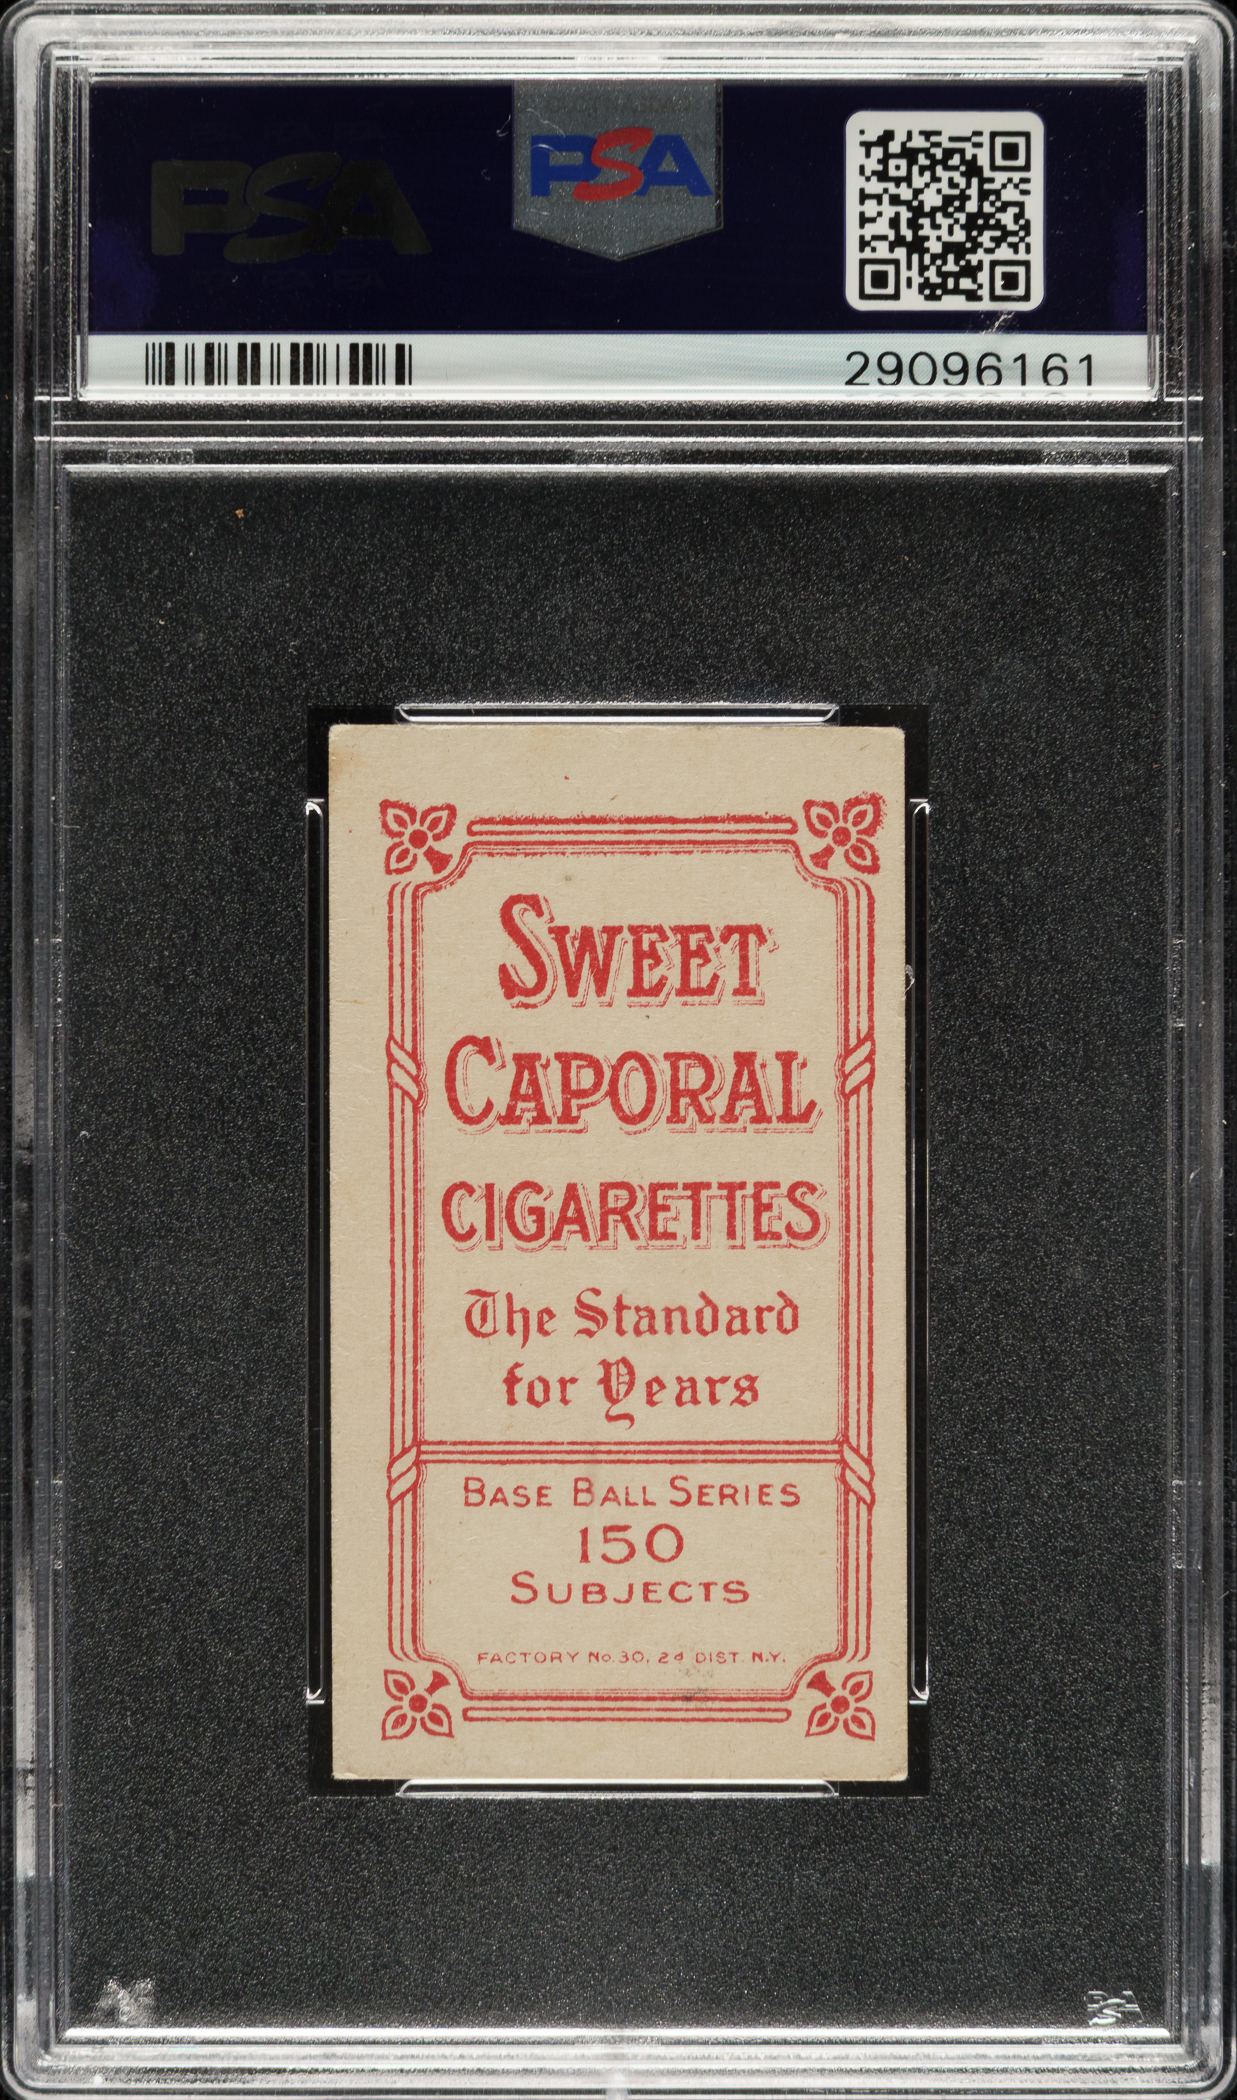 PSA
PSA
29096161
SWEET
CAPORAL
CIGARETTES
The Standard
for Years
BASE BALL SERIES
150
SUBJECTS
FACTORY No. 30, 2d DIST. N.Y.
PSA